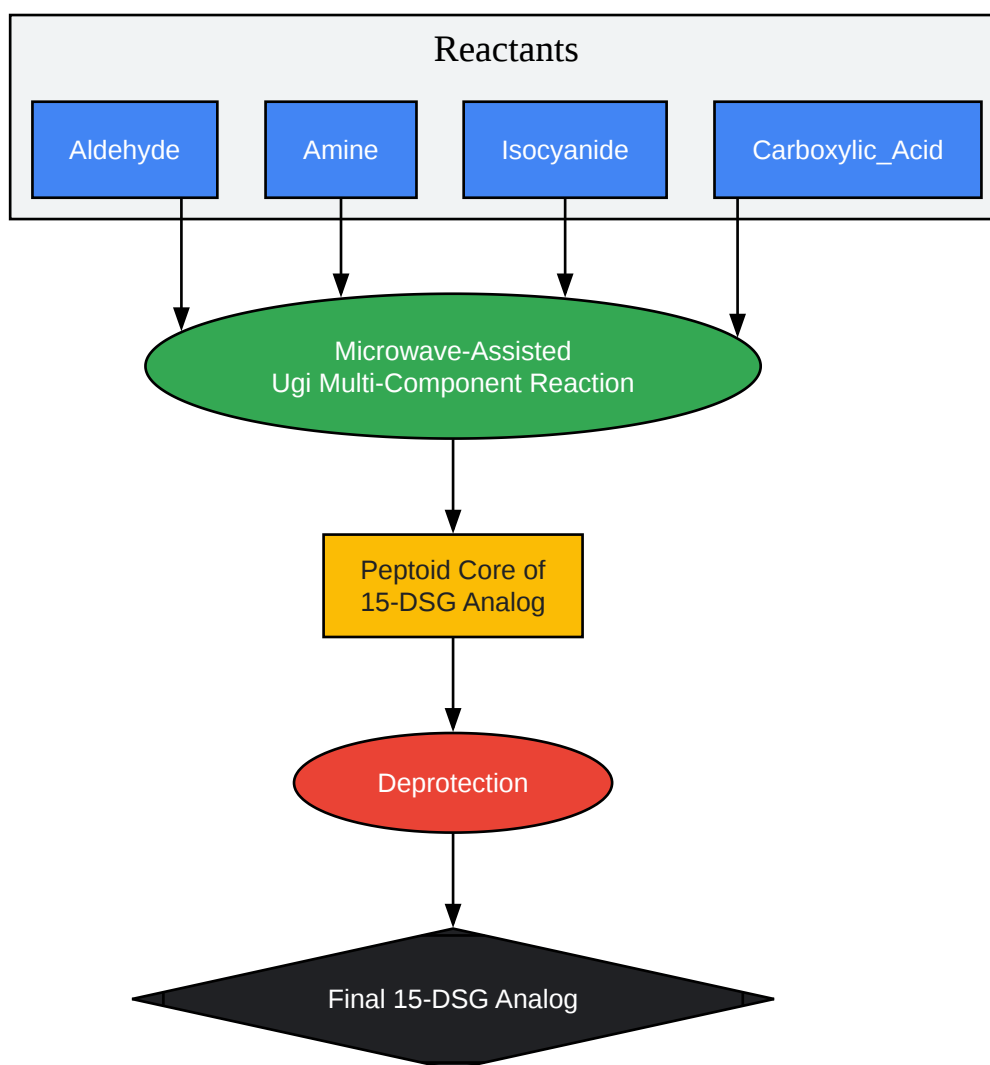 Reactants
Aldehyde
Amine
Isocyanide
Carboxylic_Acid
Microwave-Assisted
Ugi Multi-Component Reaction
Peptoid Core of
15-DSG Analog
Deprotection
Final 15-DSG Analog